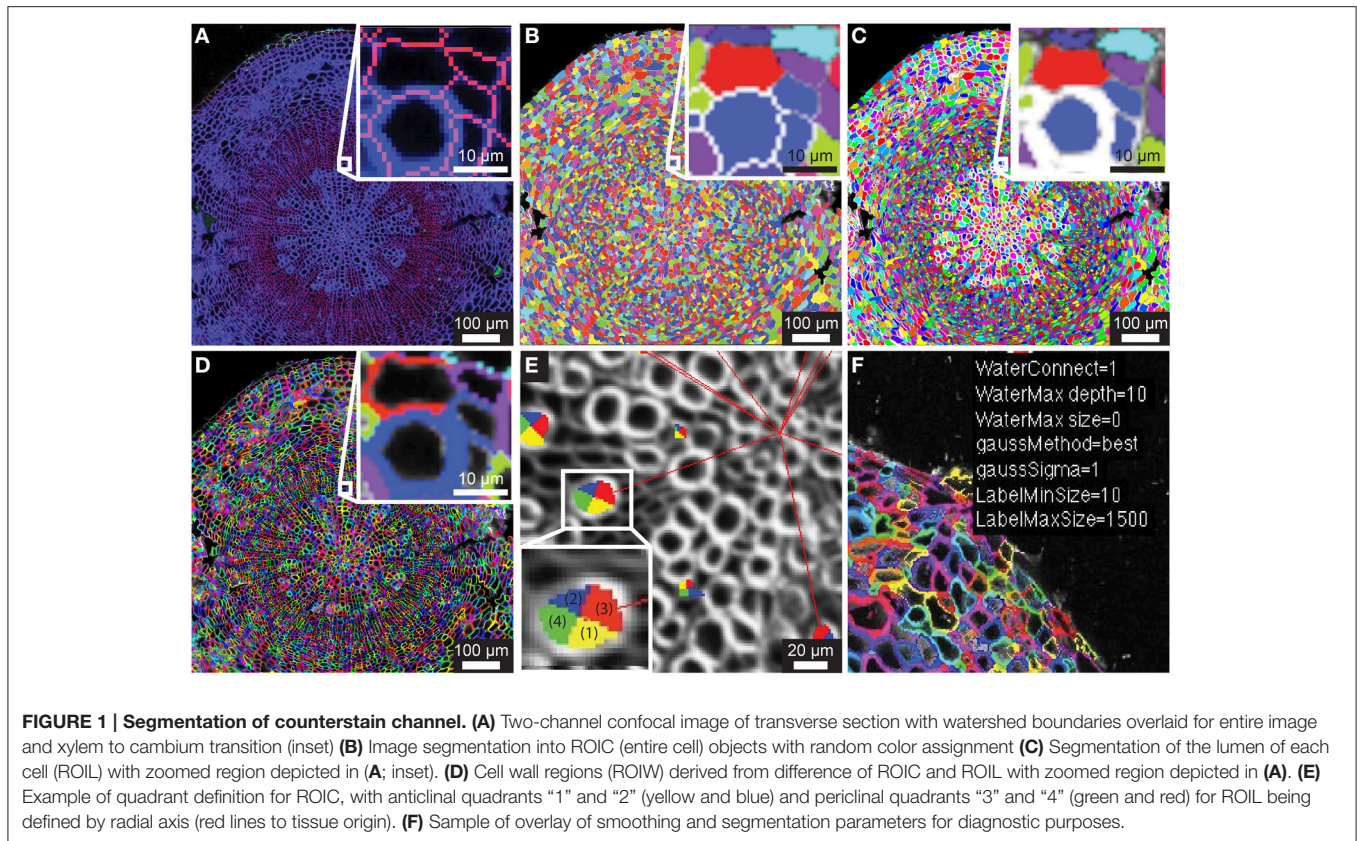 A
10 µm
100 µm
B
10 µm
100 µm
C
10 µm
100 µm
D
10 µm
100 µm
E
(2)
(3)
(4)
(1)
20 µm
F
WaterConnect=1
WaterMax depth=10
WaterMax size=0
gaussMethod=best
gaussSigma=1
LabelMinSize=10
LabelMaxSize=1500
FIGURE 1 | Segmentation of counterstain channel. (A) Two-channel confocal image of transverse section with watershed boundaries overlaid for entire image
and xylem to cambium transition (inset) (B) Image segmentation into ROIC (entire cell) objects with random color assignment (C) Segmentation of the lumen of each
cell (ROIL) with zoomed region depicted in (A; inset). (D) Cell wall regions (ROIW) derived from difference of ROIC and ROIL with zoomed region depicted in (A). (E)
Example of quadrant definition for ROIC, with anticlinal quadrants “1” and “2” (yellow and blue) and periclinal quadrants “3” and “4” (green and red) for ROIL being
defined by radial axis (red lines to tissue origin). (F) Sample of overlay of smoothing and segmentation parameters for diagnostic purposes.